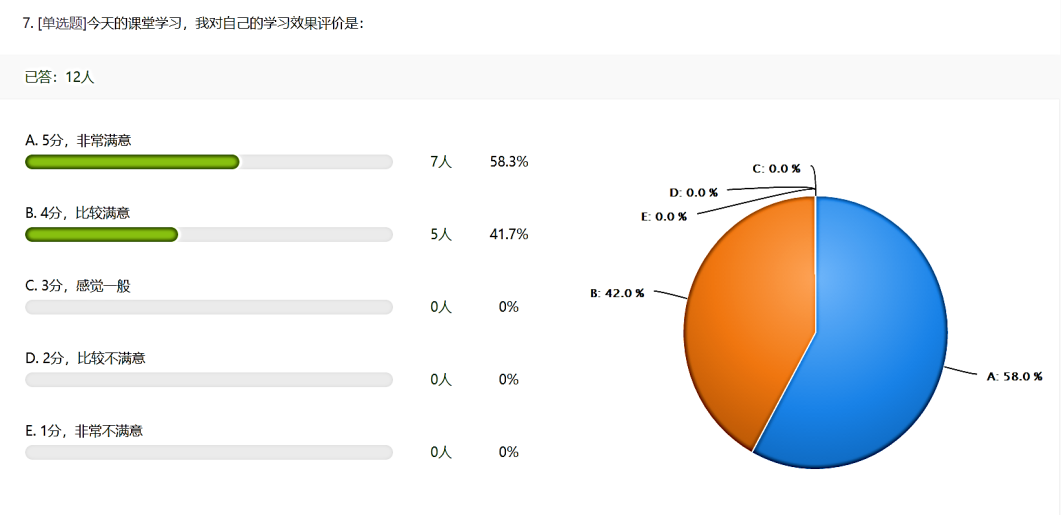 7. [单选题]今天的课堂学习，我对自己的学习效果评价是：
已答：12人
A. 5分，非常满意
7人 58.3%
B. 4分，比较满意
5人 41.7%
C. 3分，感觉一般
0人 0%
D. 2分，比较不满意
0人 0%
E. 1分，非常不满意
0人 0%
C: 0.0 %
D: 0.0 %
E: 0.0 %
B: 42.0 %
A: 58.0 %